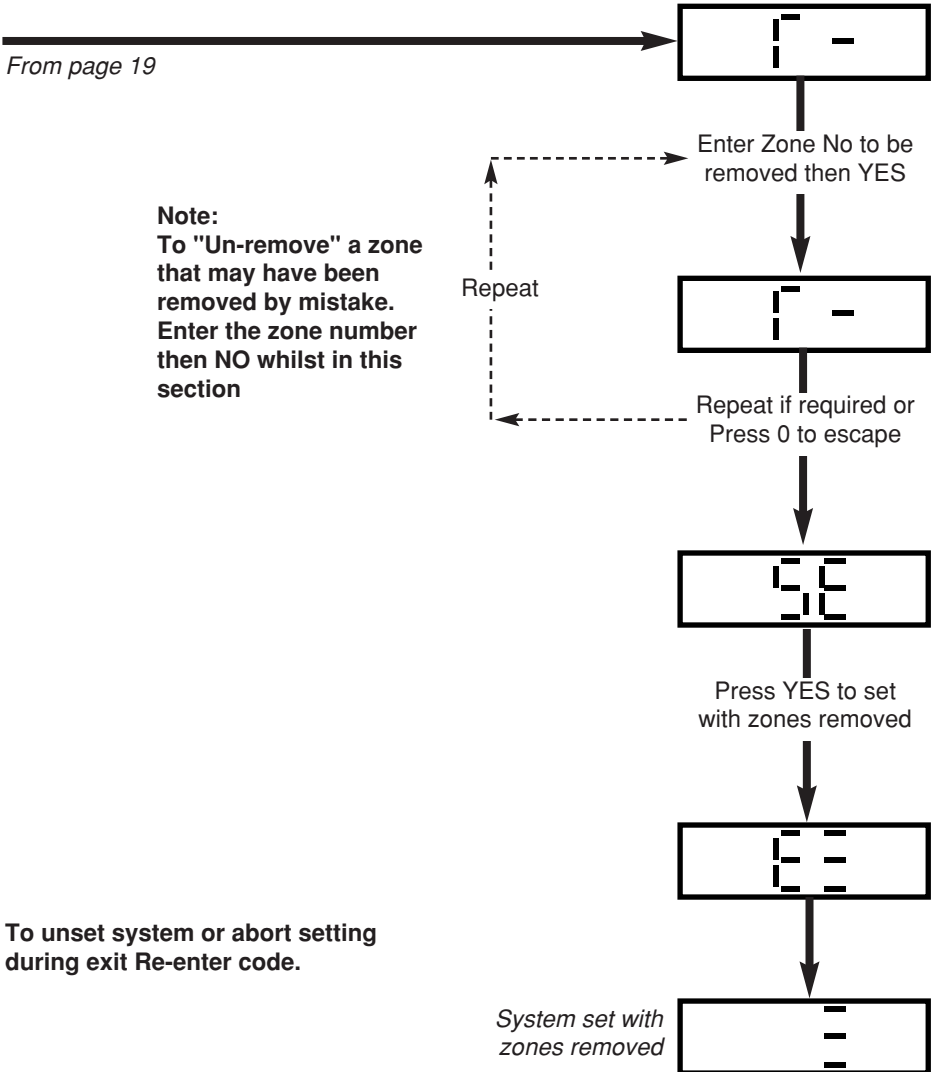 From page 19
Enter Zone No to be
removed then YES
Note:
To "Un-remove" a zone
that may have been
removed by mistake.
Enter the zone number
then NO whilst in this
section
Repeat
Repeat if required or
Press 0 to escape
SE
Press YES to set
with zones removed
To unset system or abort setting
during exit Re-enter code.
System set with
zones removed